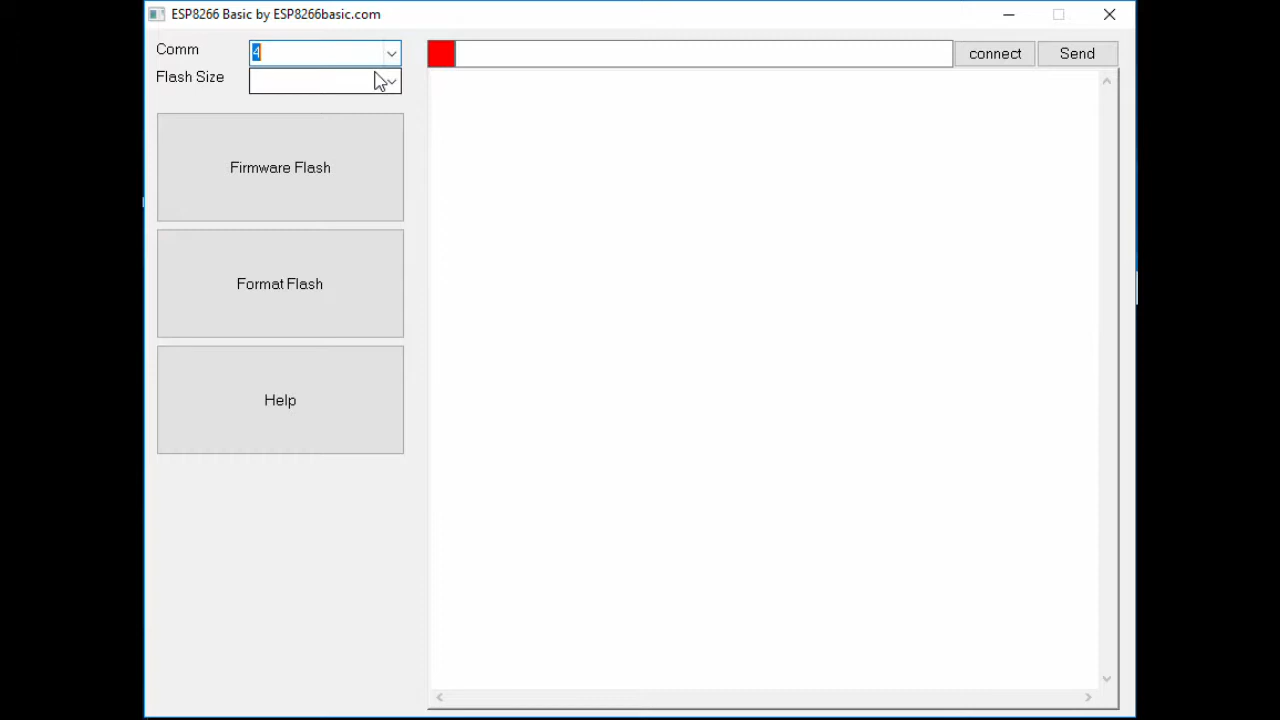 ESP8266 Basic by ESP8266basic.com
Comm
4
connect
Send
Flash Size
Firmware Flash
Format Flash
Help